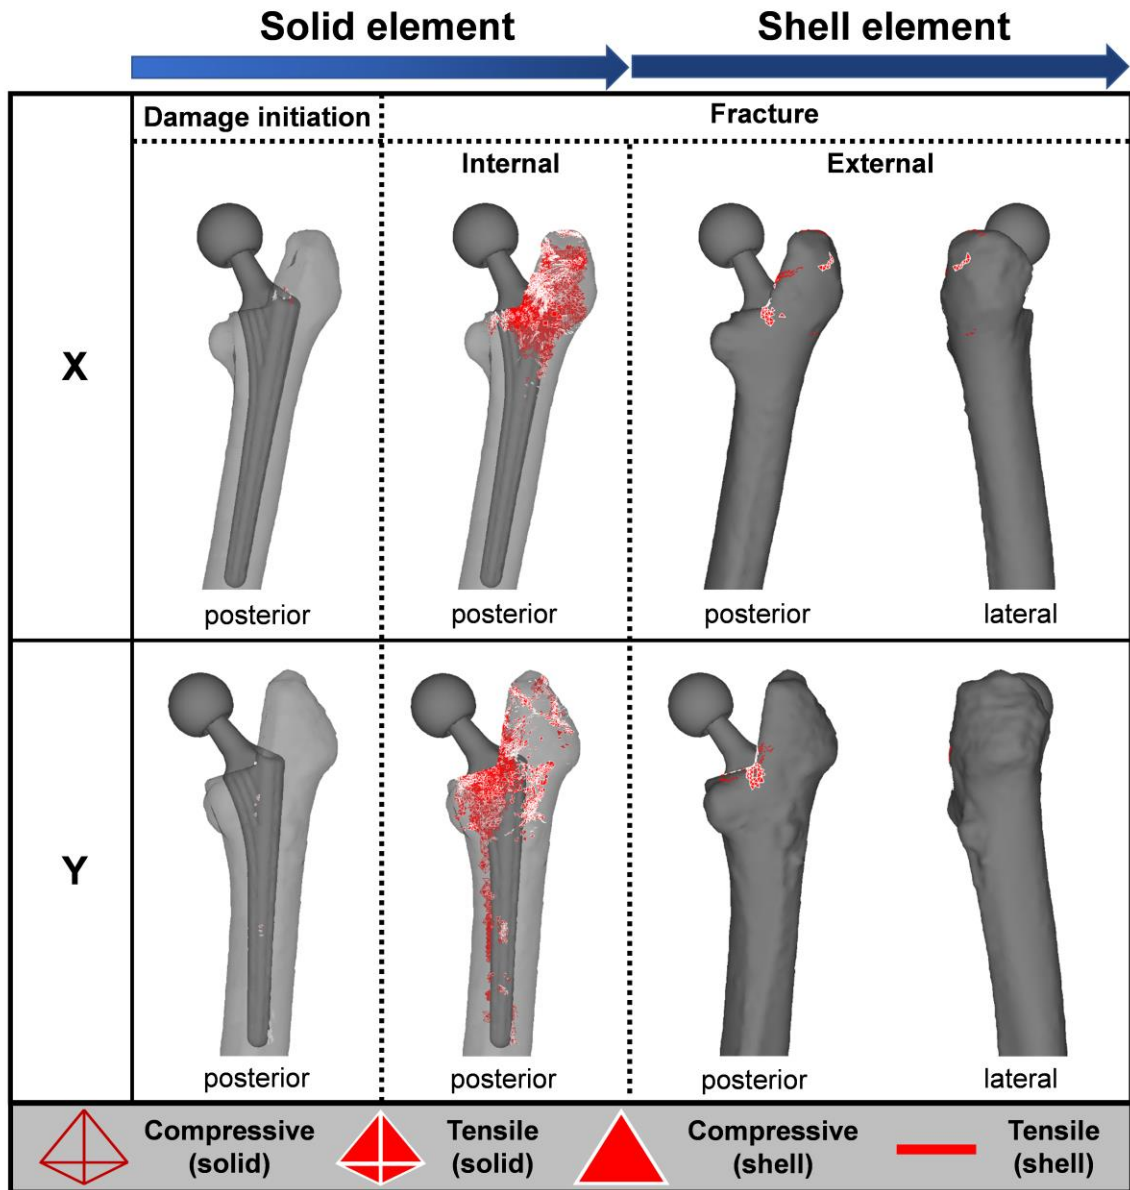 Solid element
Shell element
Damage initiation
Fracture
Internal
External
X
posterior
posterior
posterior
lateral
Y
posterior
posterior
posterior
lateral
Compressive
(solid)
Tensile
(solid)
Compressive
(shell)
Tensile
(shell)